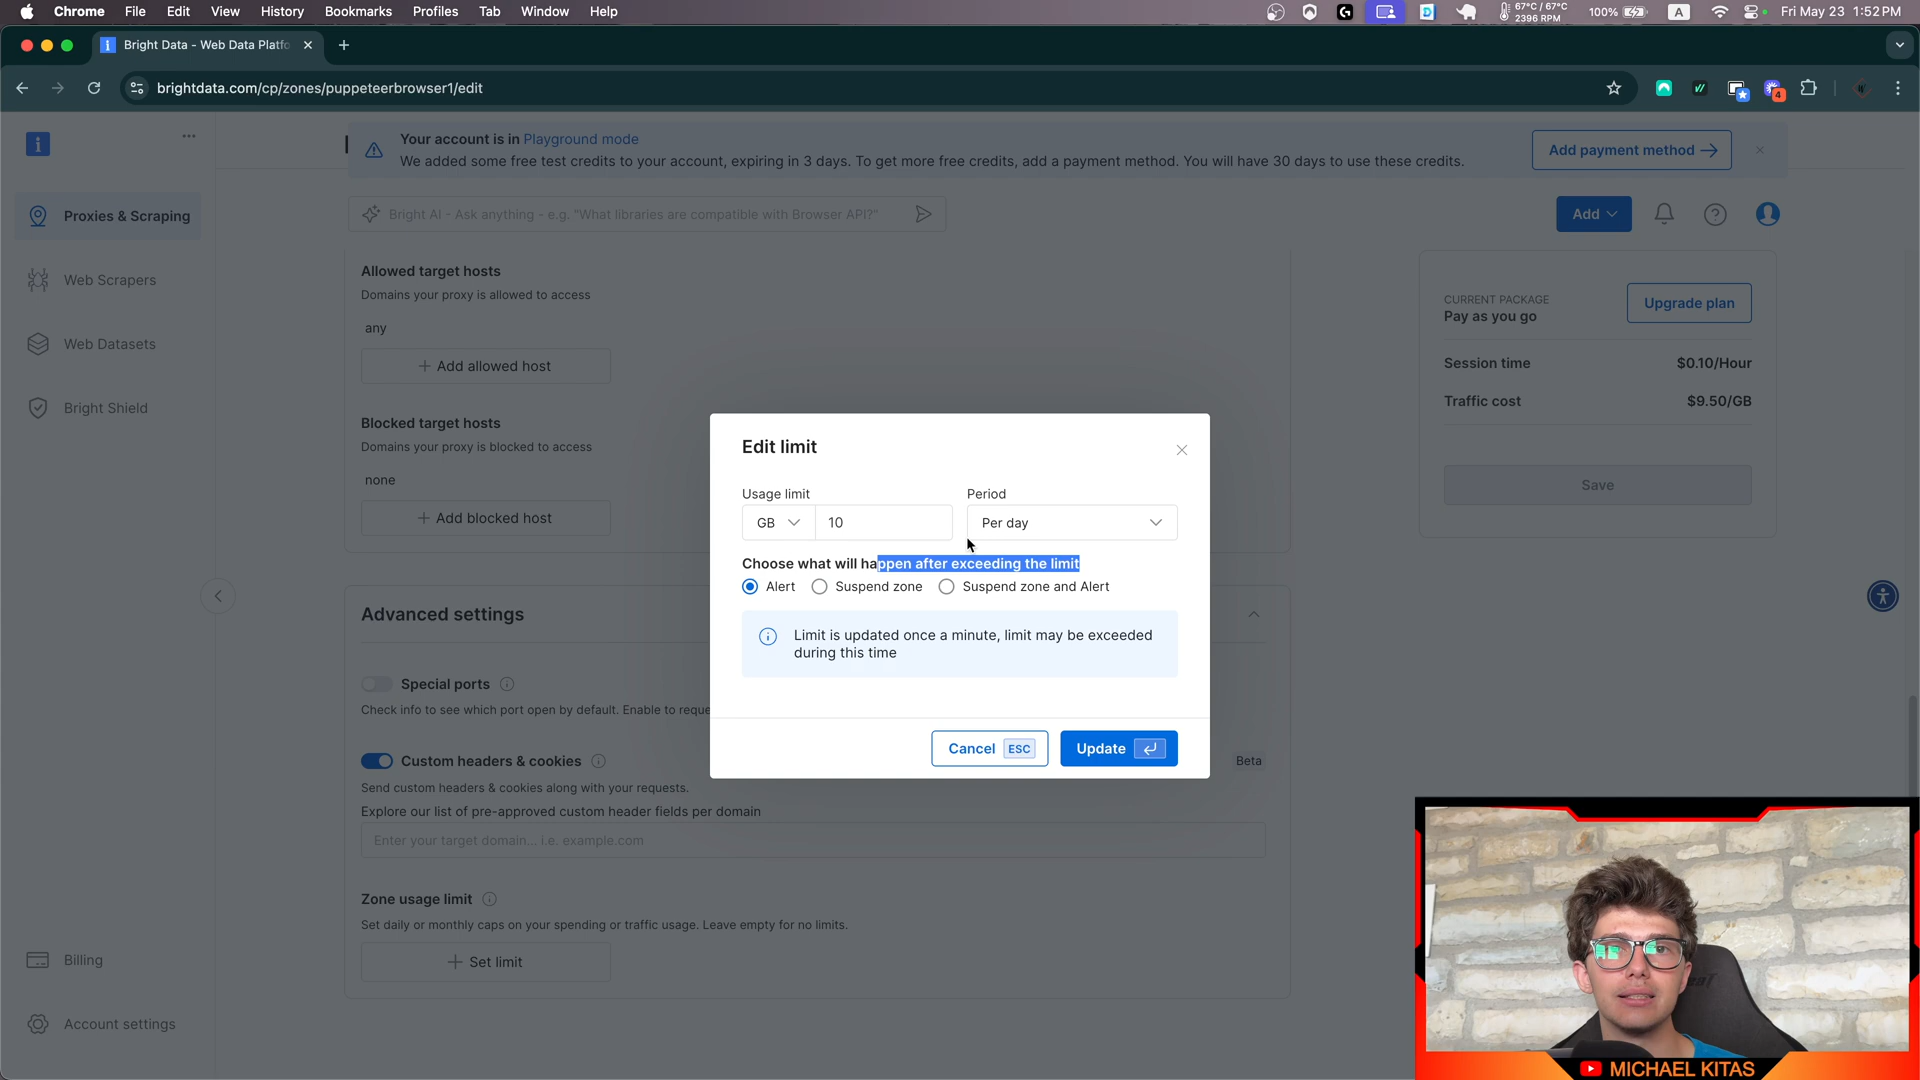 Chrome File Edit View History Bookmarks Profiles Tab Window Help
67°C / 67°C
2396 RPM
100%
A
Fri May 23 1:52 PM
Bright Data - Web Data Platfo
brightdata.com/cp/zones/puppeteerbrowser1/edit
4
Your account is in Playground mode
We added some free test credits to your account, expiring in 3 days. To get more free credits, add a payment method. You will have 30 days to use these credits.
Add payment method
Bright AI - Ask anything - e.g. "What libraries are compatible with Browser API?"
Add
Proxies & Scraping
Web Scrapers
Web Datasets
Bright Shield
Billing
Account settings
Allowed target hosts
Domains your proxy is allowed to access
any
Add allowed host
Blocked target hosts
Domains your proxy is blocked to access
none
Add blocked host
CURRENT PACKAGE
Pay as you go
Upgrade plan
Session time $0.10/Hour
Traffic cost $9.50/GB
Save
Edit limit
Usage limit Period
GB 10 Per day
Choose what will happen after exceeding the limit
Alert Suspend zone Suspend zone and Alert
Limit is updated once a minute, limit may be exceeded
during this time
Cancel ESC Update
Advanced settings
Special ports
Check info to see which port open by default. Enable to reque
Custom headers & cookies
Beta
Send custom headers & cookies along with your requests.
Explore our list of pre-approved custom header fields per domain
Enter your target domain... i.e. example.com
Zone usage limit
Set daily or monthly caps on your spending or traffic usage. Leave empty for no limits.
Set limit
MICHAEL KITAS